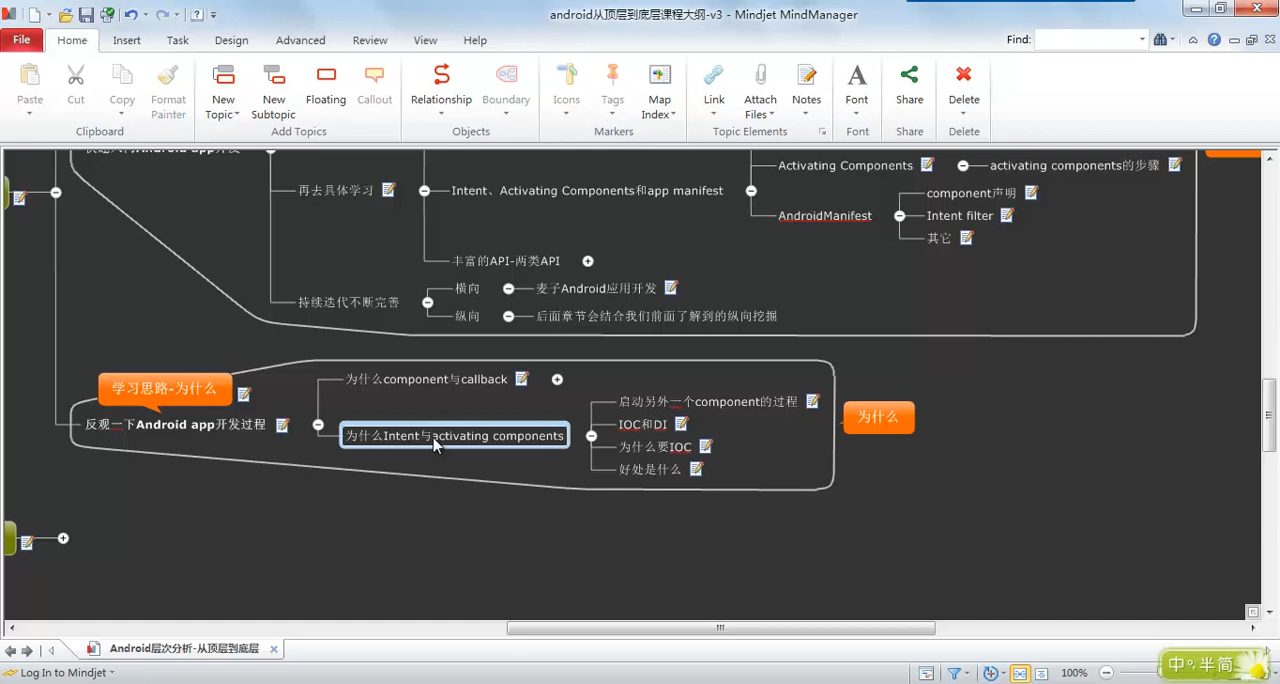 android从顶层到底层课程大纲-v3 - Mindjet MindManager
File Home Insert Task Design Advanced Review View Help Find:
Paste Cut Copy Format Painter
New Topic New Subtopic Floating Callout
Relationship Boundary
Icons Tags Map Index
Link Attach Files Notes
Font Share Delete
Clipboard Add Topics Objects Markers Topic Elements Font Share Delete
Activating Components
activating components的步骤
再去具体学习
Intent、Activating Components和app manifest
component声明
AndroidManifest
Intent filter
其它
丰富的API-两类API
横向
麦子Android应用开发
持续迭代不断完善
纵向
后面章节会结合我们前面了解到的纵向挖掘
学习思路-为什么
为什么component与callback
反观一下Android app开发过程
为什么Intent与activating components
启动另外一个component的过程
IOC和DI
为什么要IOC
好处是什么
为什么
Android层次分析-从顶层到底层
Log In to Mindjet
100%
中 半 简